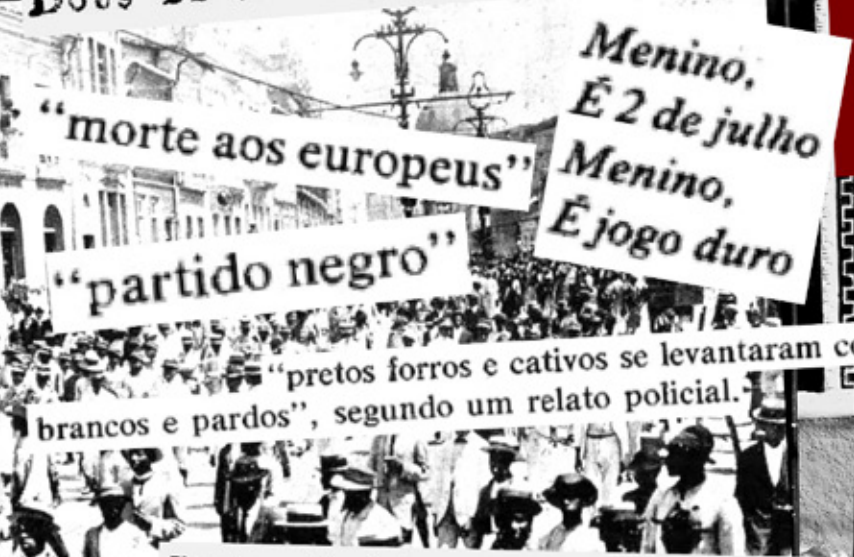 “morte aos europeus”
Menino,
É 2 de julho
Menino,
É jogo duro
“partido negro”
“pretos forros e cativos se levantaram
brancos e pardos”, segundo um relato policial.